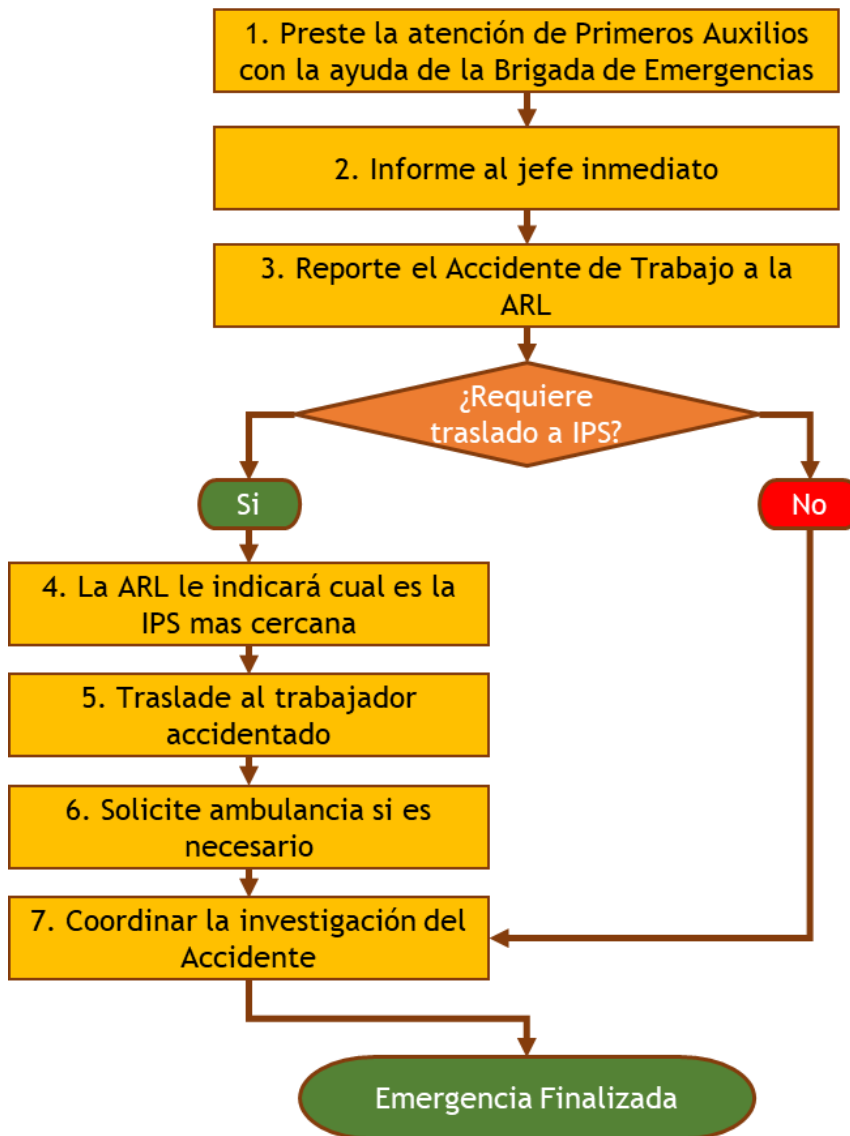 1. Preste la atención de Primeros Auxilios
con la ayuda de la Brigada de Emergencias
2. Informe al jefe inmediato
3. Reporte el Accidente de Trabajo a la
ARL
¿Requiere
traslado a IPS?
Si
No
4. La ARL le indicará cual es la
IPS mas cercana
5. Traslade al trabajador
accidentado
6. Solicite ambulancia si es
necesario
7. Coordinar la investigación del
Accidente
Emergencia Finalizada